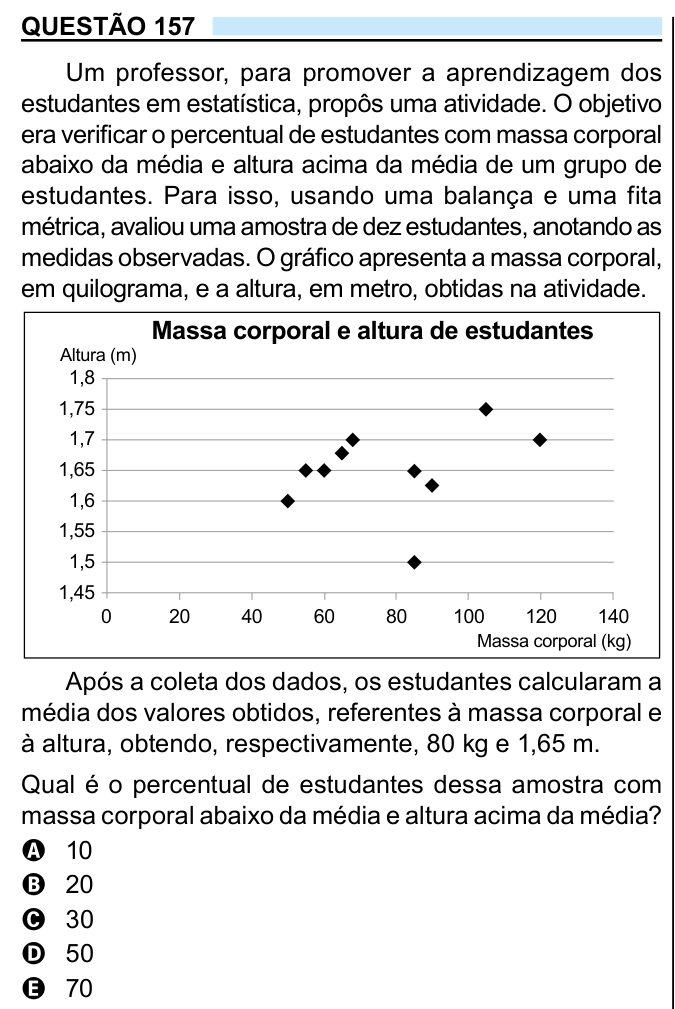 QUESTÃO 157
Um professor, para promover a aprendizagem dos
estudantes em estatística, propôs uma atividade. O objetivo
era verificar o percentual de estudantes com massa corporal
abaixo da média e altura acima da média de um grupo de
estudantes. Para isso, usando uma balança e uma fita
métrica, avaliou uma amostra de dez estudantes, anotando as
medidas observadas. O gráfico apresenta a massa corporal,
em quilograma, e a altura, em metro, obtidas na atividade.
Massa corporal e altura de estudantes
Altura (m)
1,8
1,75
1,7
1,65
1,6
1,55
1,5
1,45
0 20 40 60 80 100 120 140
Massa corporal (kg)
Após a coleta dos dados, os estudantes calcularam a
média dos valores obtidos, referentes à massa corporal e
à altura, obtendo, respectivamente, 80 kg e 1,65 m.
Qual é o percentual de estudantes dessa amostra com
massa corporal abaixo da média e altura acima da média?
A 10
B 20
C 30
D 50
E 70